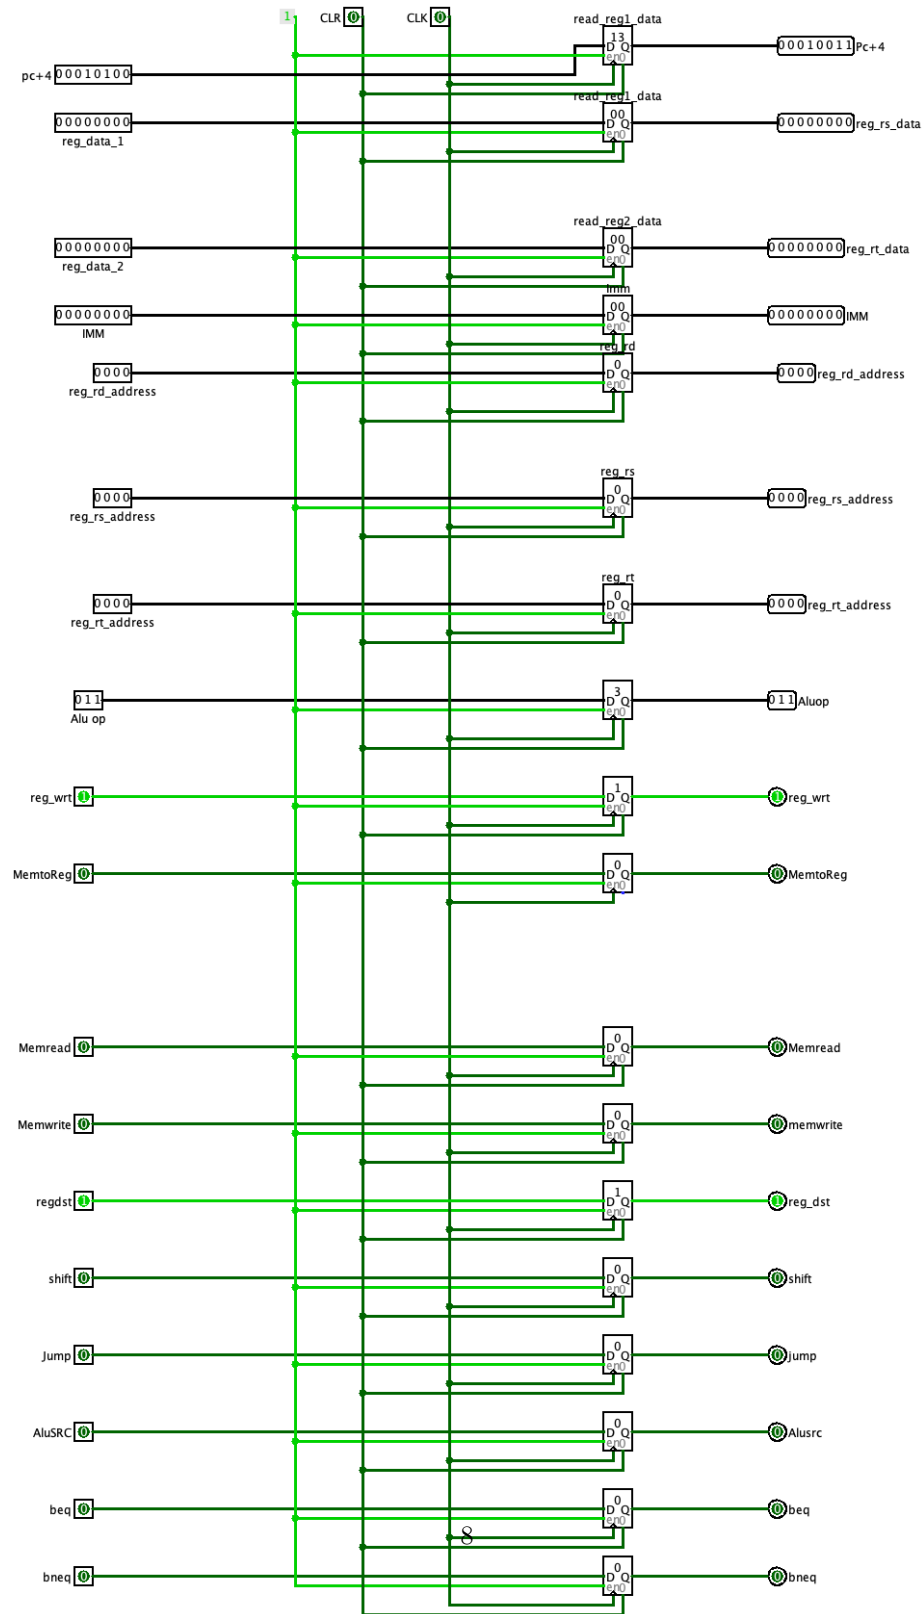 1 CLR 0 CLK 0 read_reg1_data
13
D Q
en0
00010011 Pc+4
pc+4 00010100
read_reg1_data
00000000
reg_data_1
00
D Q
en0
00000000 reg_rs_data
read_reg2_data
00000000
reg_data_2
00
D Q
en0
00000000 reg_rt_data
Imm
00000000
IMM
00
D Q
en0
00000000 IMM
reg_rd
0000
reg_rd_address
0
D Q
en0
0000 reg_rd_address
reg_rs
0000
reg_rs_address
0
D Q
en0
0000 reg_rs_address
reg_rt
0000
reg_rt_address
0
D Q
en0
0000 reg_rt_address
011
Alu op
3
D Q
en0
011 Aluop
reg_wrt 1
1
D Q
en0
1 reg_wrt
MemtoReg 0
0
D Q
en0
0 MemtoReg
Memread 0
0
D Q
en0
0 Memread
Memwrite 0
0
D Q
en0
0 memwrite
regdst 1
1
D Q
en0
1 reg_dst
shift 0
0
D Q
en0
0 shift
Jump 0
0
D Q
en0
0 jump
AluSRC 0
0
D Q
en0
0 Alusrc
beq 0
0
D Q
en0
0 beq
8
bneq 0
0
D Q
en0
0 bneq